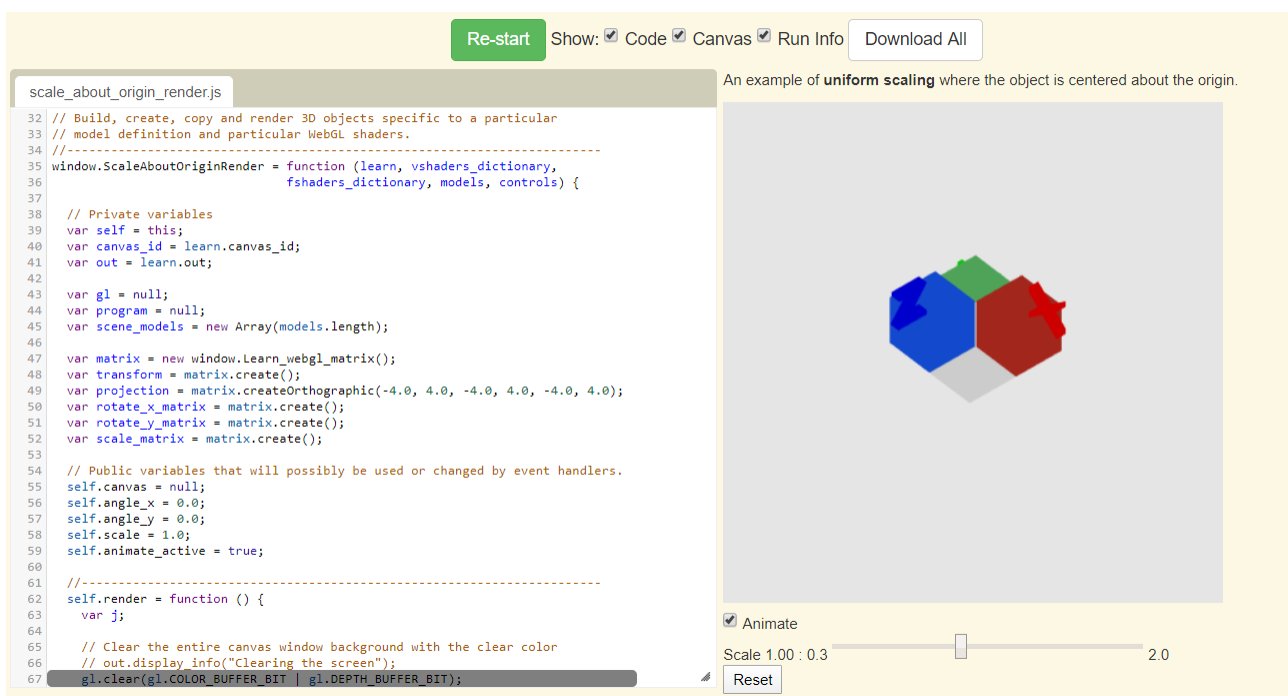 Re-start Show: Code Canvas Run Info Download All
scale_about_origin_render.js
32 // Build, create, copy and render 3D objects specific to a particular
33 // model definition and particular WebGL shaders.
34 //-------------------------------------------------------------------------
35 window.ScaleAboutOriginRender = function (learn, vshaders_dictionary,
36 fshaders_dictionary, models, controls) {
37
38 // Private variables
39 var self = this;
40 var canvas_id = learn.canvas_id;
41 var out = learn.out;
42
43 var gl = null;
44 var program = null;
45 var scene_models = new Array(models.length);
46
47 var matrix = new window.Learn_webgl_matrix();
48 var transform = matrix.create();
49 var projection = matrix.createOrthographic(-4.0, 4.0, -4.0, 4.0, -4.0, 4.0);
50 var rotate_x_matrix = matrix.create();
51 var rotate_y_matrix = matrix.create();
52 var scale_matrix = matrix.create();
53
54 // Public variables that will possibly be used or changed by event handlers.
55 self.canvas = null;
56 self.angle_x = 0.0;
57 self.angle_y = 0.0;
58 self.scale = 1.0;
59 self.animate_active = true;
60
61 //-----------------------------------------------------------------------
62 self.render = function () {
63 var j;
64
65 // Clear the entire canvas window background with the clear color
66 // out.display_info("Clearing the screen");
67 gl.clear(gl.COLOR_BUFFER_BIT | gl.DEPTH_BUFFER_BIT);
An example of uniform scaling where the object is centered about the origin.
Z X
Animate
Scale 1.00 : 0.3 2.0
Reset